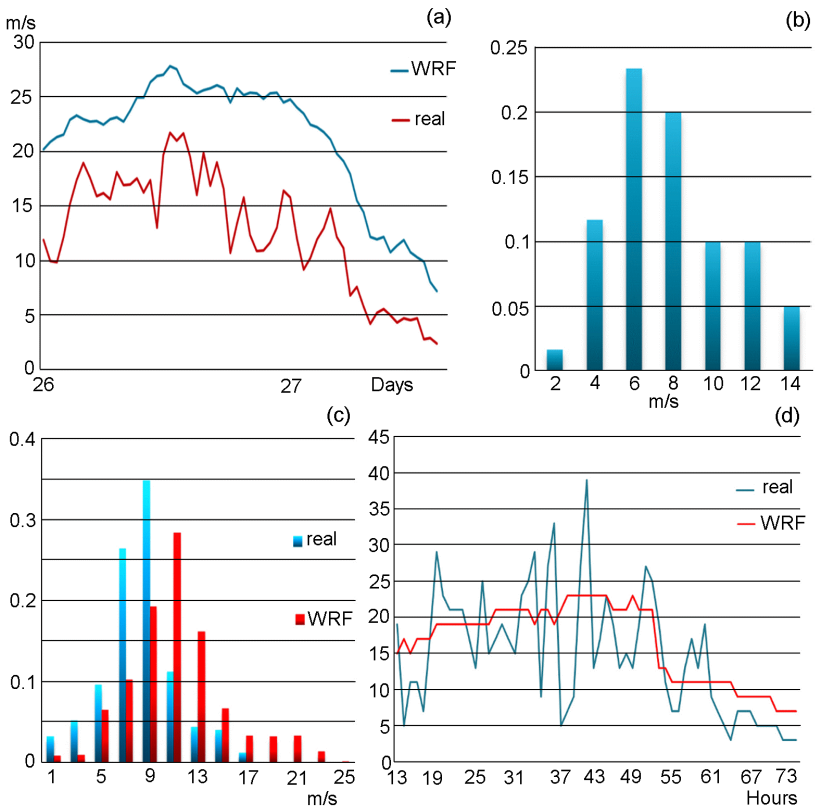 (a)
m/s
30
25
20
15
10
5
0
WRF
real
26 27 Days
(b)
0.25
0.2
0.15
0.1
0.05
0
2 4 6 8 10 12 14
m/s
(c)
0.4
0.3
0.2
0.1
0
real
WRF
1 5 9 13 17 21 25
m/s
(d)
45
40
35
30
25
20
15
10
5
0
real
WRF
13 19 25 31 37 43 49 55 61 67 73
Hours